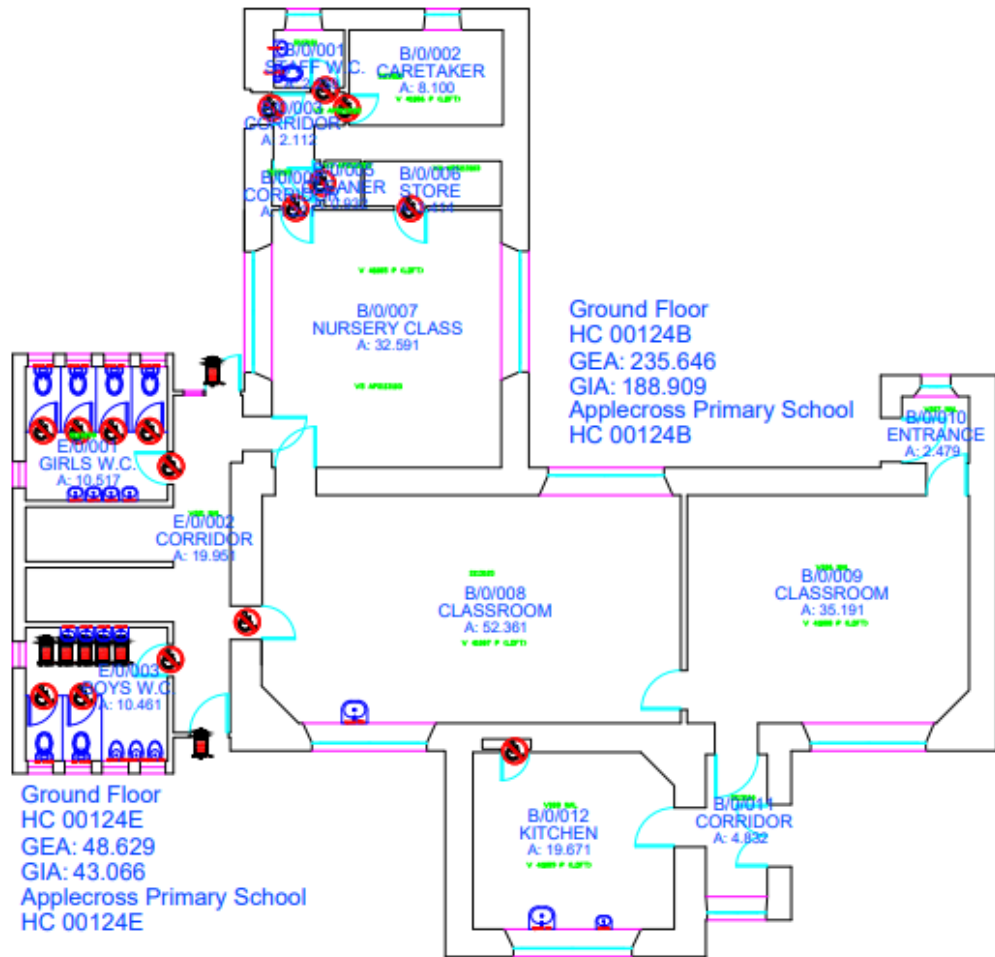 B/0/001
STAFF W.C.
B/0/002
CARETAKER
A: 8.100
CORRIDOR
A: 2.112
B/0/006
STORE
V 4(665 P (LEFT)
B/0/007
NURSERY CLASS
A: 32.591
Ground Floor
HC 00124B
GEA: 235.646
GIA: 188.909
Applecross Primary School
HC 00124B
B/0/010
ENTRANCE
A: 2.479
E/0/001
GIRLS W.C.
A: 10.517
E/0/002
CORRIDOR
A: 19.951
B/0/008
CLASSROOM
A: 52.361
B/0/009
CLASSROOM
A: 35.191
E/0/003
BOYS W.C.
A: 10.461
B/0/011
CORRIDOR
A: 4.832
B/0/012
KITCHEN
A: 19.671
Ground Floor
HC 00124E
GEA: 48.629
GIA: 43.066
Applecross Primary School
HC 00124E